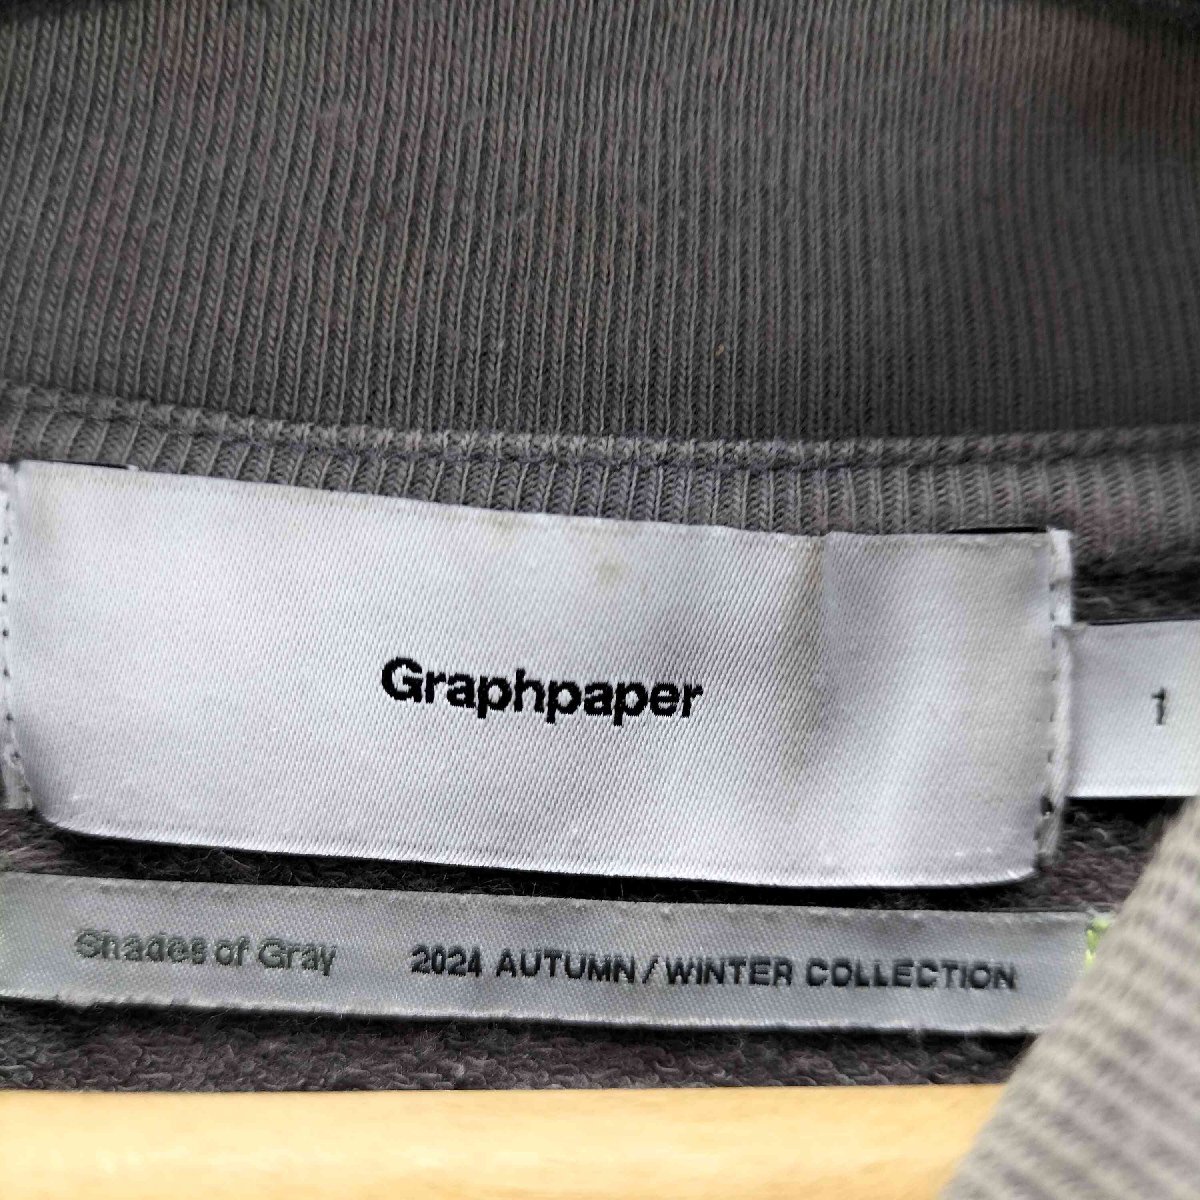 Graphpaper
1
Shades of Gray 2024 AUTUMN/WINTER COLLECTION